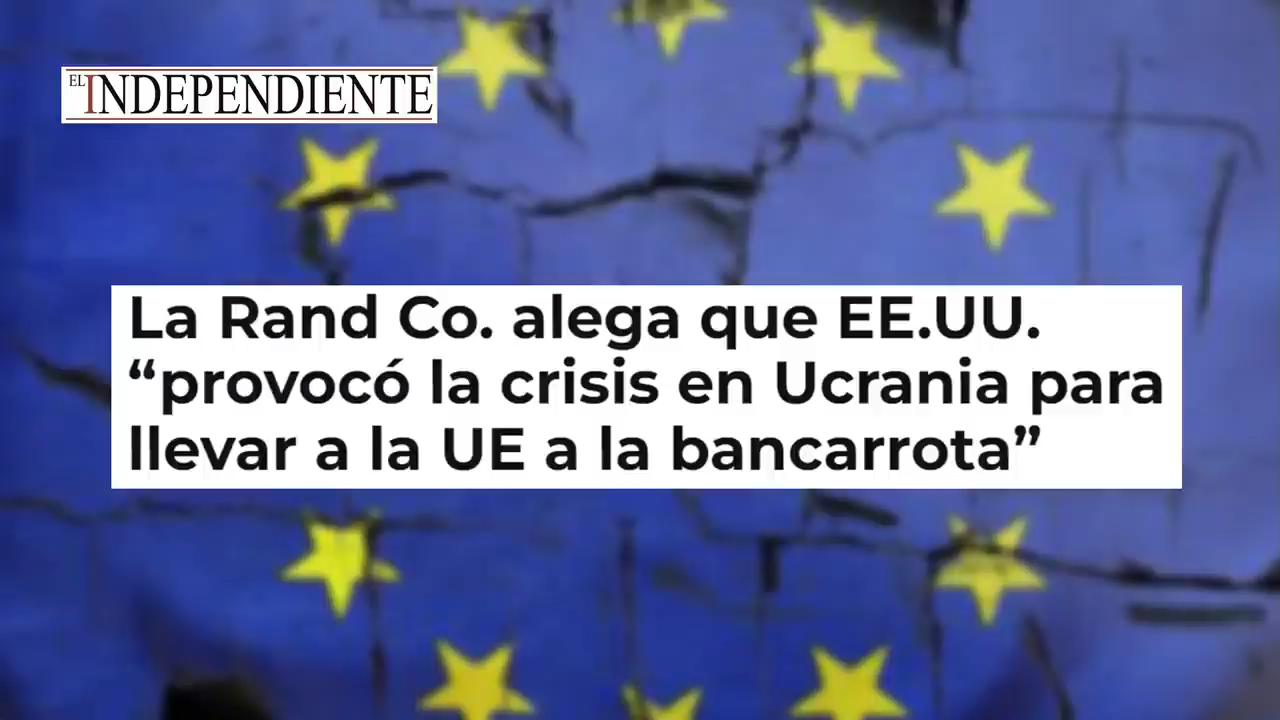 EL INDEPENDIENTE
La Rand Co. alega que EE.UU.
“provocó la crisis en Ucrania para
llevar a la UE a la bancarrota”